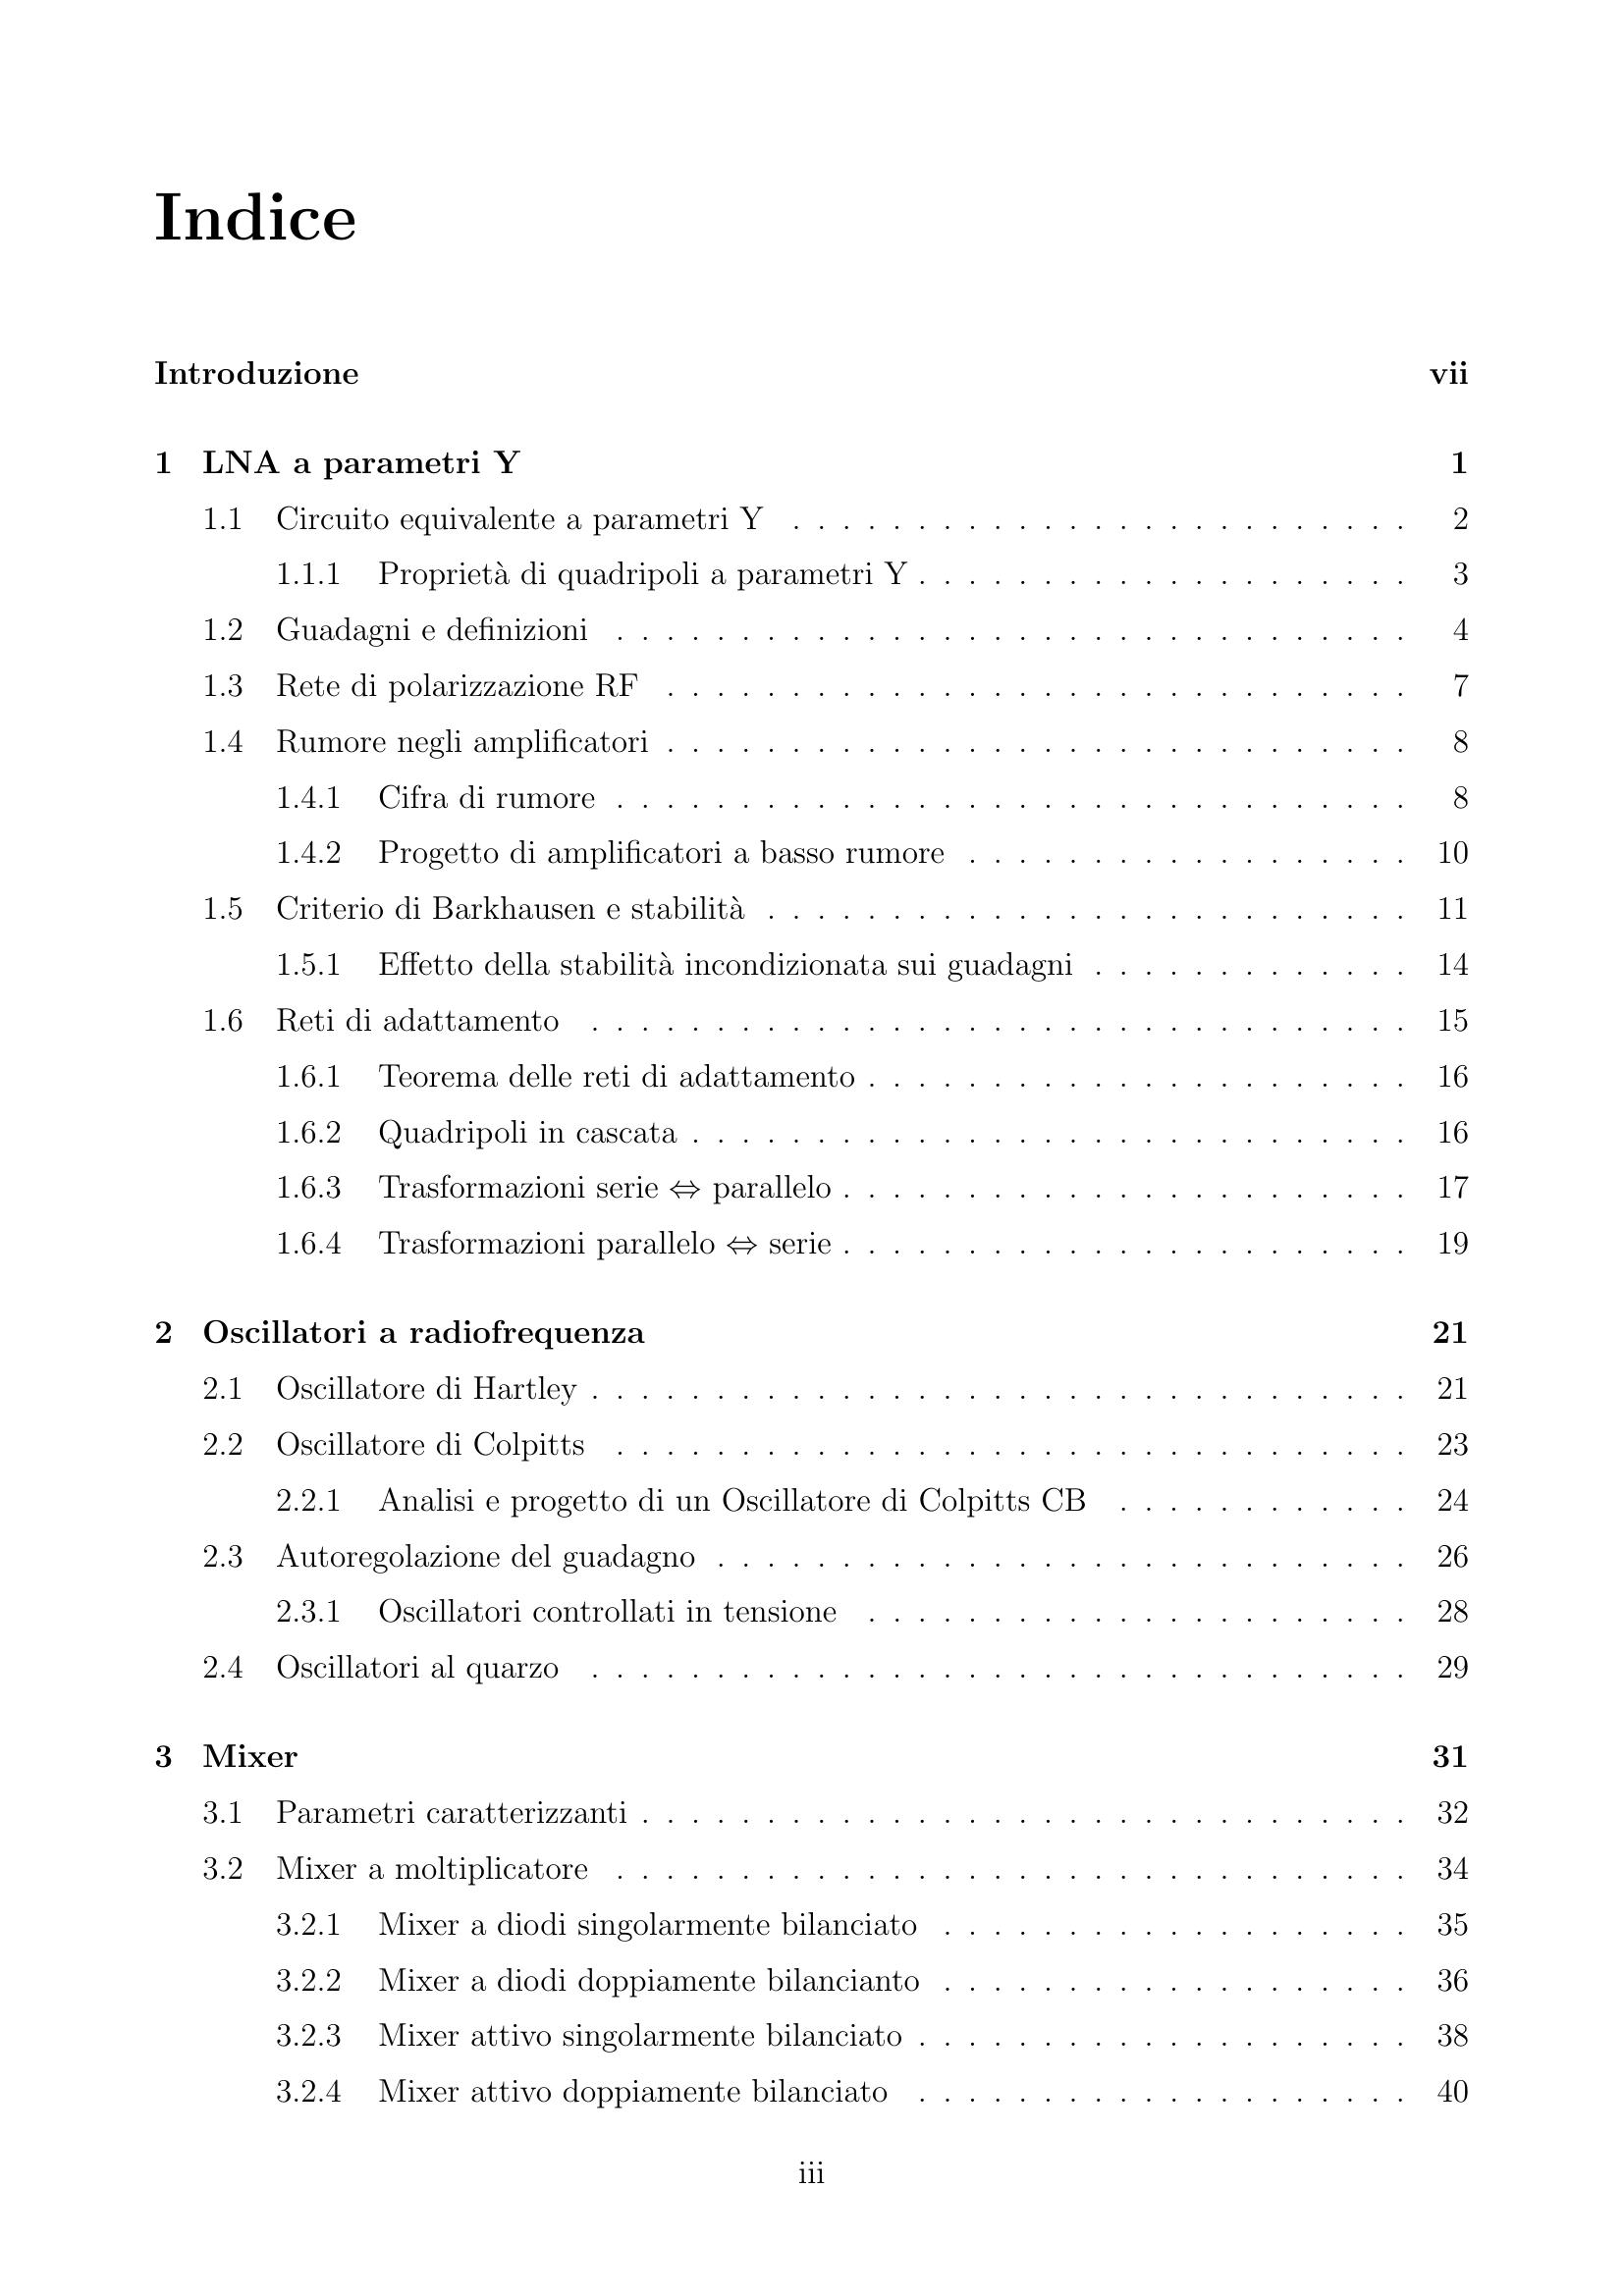 Indice
Introduzione vii
1 LNA a parametri Y 1
1.1 Circuito equivalente a parametri Y . . . . . . . . . . . . . . . . . . . . . . . . . 2
1.1.1 Proprietà di quadripoli a parametri Y . . . . . . . . . . . . . . . . . . . . 3
1.2 Guadagni e definizioni . . . . . . . . . . . . . . . . . . . . . . . . . . . . . . . . 4
1.3 Rete di polarizzazione RF . . . . . . . . . . . . . . . . . . . . . . . . . . . . . . 7
1.4 Rumore negli amplificatori . . . . . . . . . . . . . . . . . . . . . . . . . . . . . . 8
1.4.1 Cifra di rumore . . . . . . . . . . . . . . . . . . . . . . . . . . . . . . . . 8
1.4.2 Progetto di amplificatori a basso rumore . . . . . . . . . . . . . . . . . . 10
1.5 Criterio di Barkhausen e stabilità . . . . . . . . . . . . . . . . . . . . . . . . . . 11
1.5.1 Effetto della stabilità incondizionata sui guadagni . . . . . . . . . . . . . 14
1.6 Reti di adattamento . . . . . . . . . . . . . . . . . . . . . . . . . . . . . . . . . 15
1.6.1 Teorema delle reti di adattamento . . . . . . . . . . . . . . . . . . . . . . 16
1.6.2 Quadripoli in cascata . . . . . . . . . . . . . . . . . . . . . . . . . . . . . 16
1.6.3 Trasformazioni serie ⇔ parallelo . . . . . . . . . . . . . . . . . . . . . . . 17
1.6.4 Trasformazioni parallelo ⇔ serie . . . . . . . . . . . . . . . . . . . . . . . 19
2 Oscillatori a radiofrequenza 21
2.1 Oscillatore di Hartley . . . . . . . . . . . . . . . . . . . . . . . . . . . . . . . . . 21
2.2 Oscillatore di Colpitts . . . . . . . . . . . . . . . . . . . . . . . . . . . . . . . . 23
2.2.1 Analisi e progetto di un Oscillatore di Colpitts CB . . . . . . . . . . . . 24
2.3 Autoregolazione del guadagno . . . . . . . . . . . . . . . . . . . . . . . . . . . . 26
2.3.1 Oscillatori controllati in tensione . . . . . . . . . . . . . . . . . . . . . . 28
2.4 Oscillatori al quarzo . . . . . . . . . . . . . . . . . . . . . . . . . . . . . . . . . 29
3 Mixer 31
3.1 Parametri caratterizzanti . . . . . . . . . . . . . . . . . . . . . . . . . . . . . . . 32
3.2 Mixer a moltiplicatore . . . . . . . . . . . . . . . . . . . . . . . . . . . . . . . . 34
3.2.1 Mixer a diodi singolarmente bilanciato . . . . . . . . . . . . . . . . . . . 35
3.2.2 Mixer a diodi doppiamente bilancianto . . . . . . . . . . . . . . . . . . . 36
3.2.3 Mixer attivo singolarmente bilanciato . . . . . . . . . . . . . . . . . . . . 38
3.2.4 Mixer attivo doppiamente bilanciato . . . . . . . . . . . . . . . . . . . . 40
iii